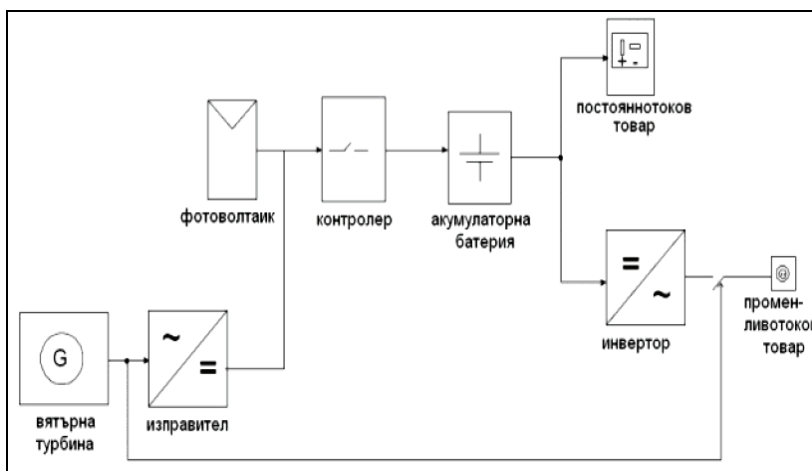 постояннотоков
товар
фотоволтаик
контролер
акумулаторна
батерия
G
вятърна
турбина
изправител
инвертор
промен-
ливотоков
товар